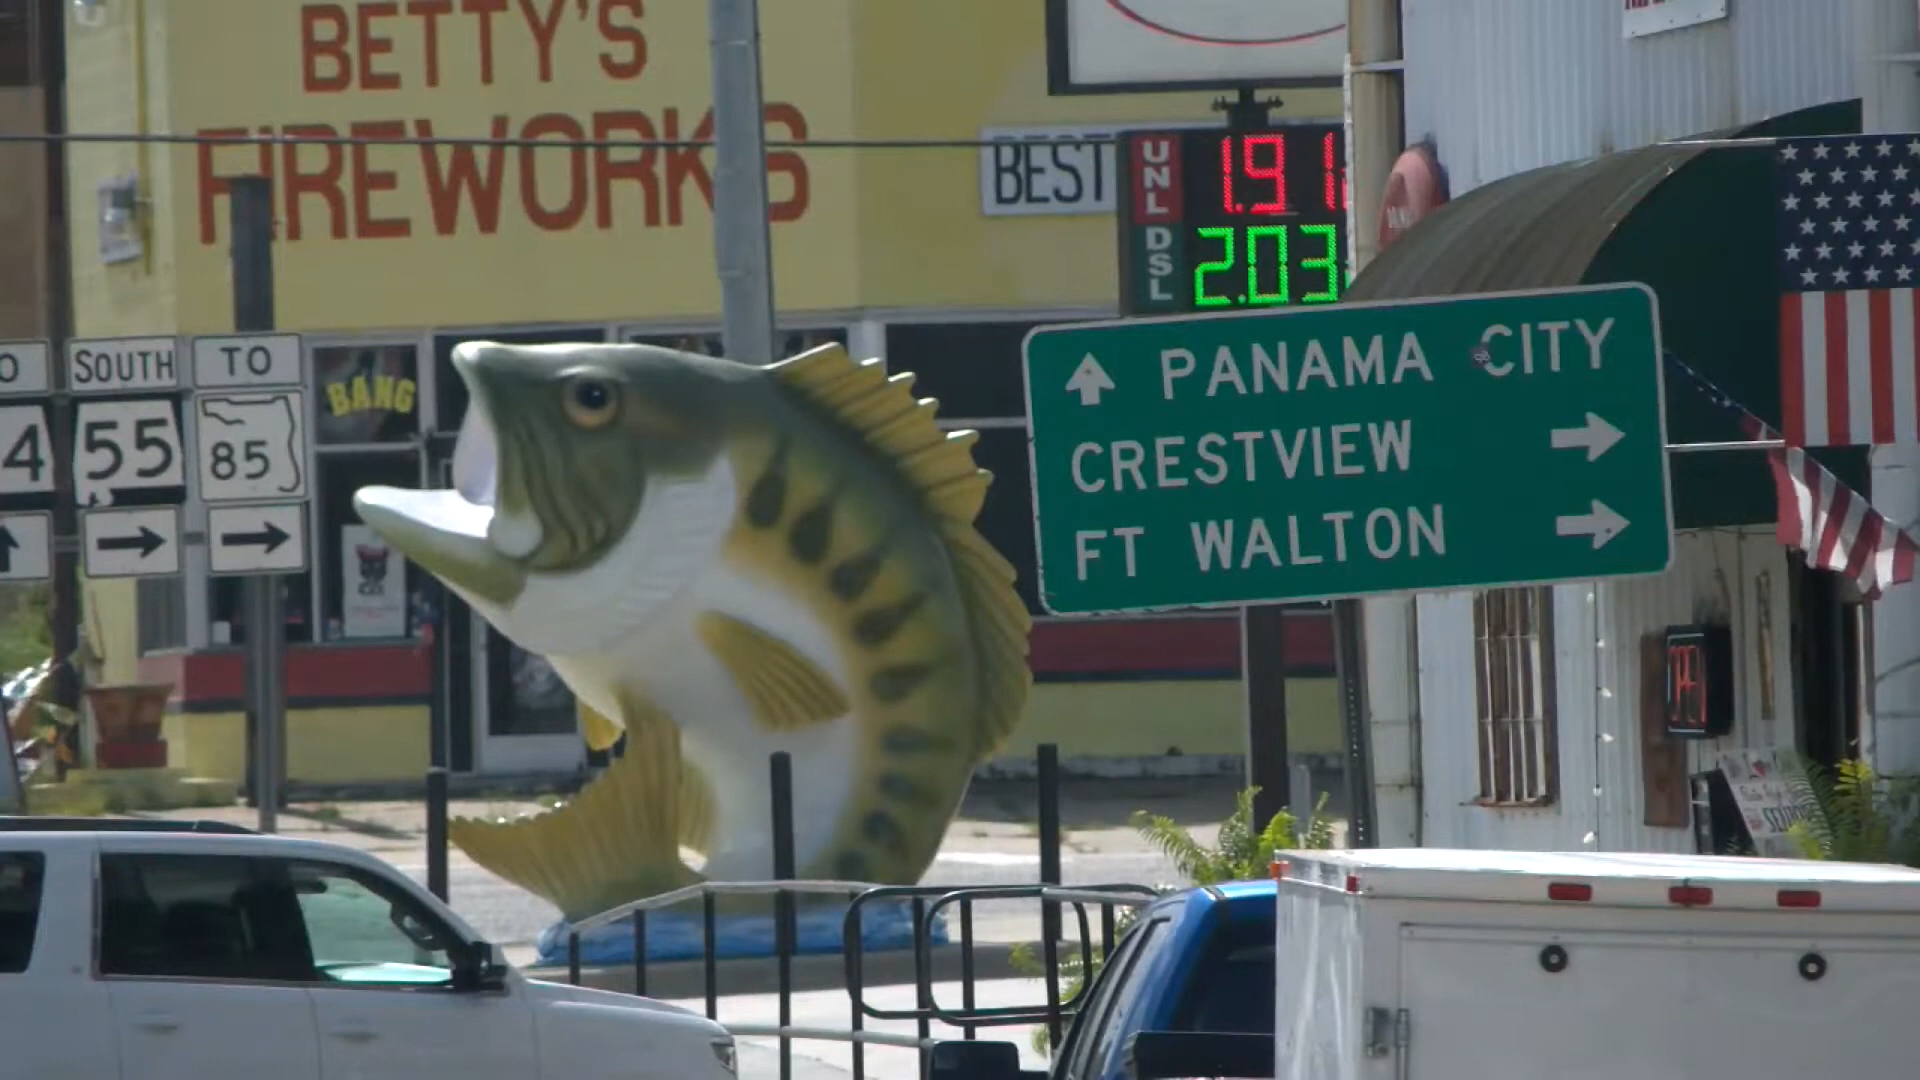 BETTY'S
FIREWORKS
BEST
UNL
1.91
DSL
2.03
O
SOUTH
TO
4
55
85
BANG
PANAMA CITY
CRESTVIEW
FT WALTON